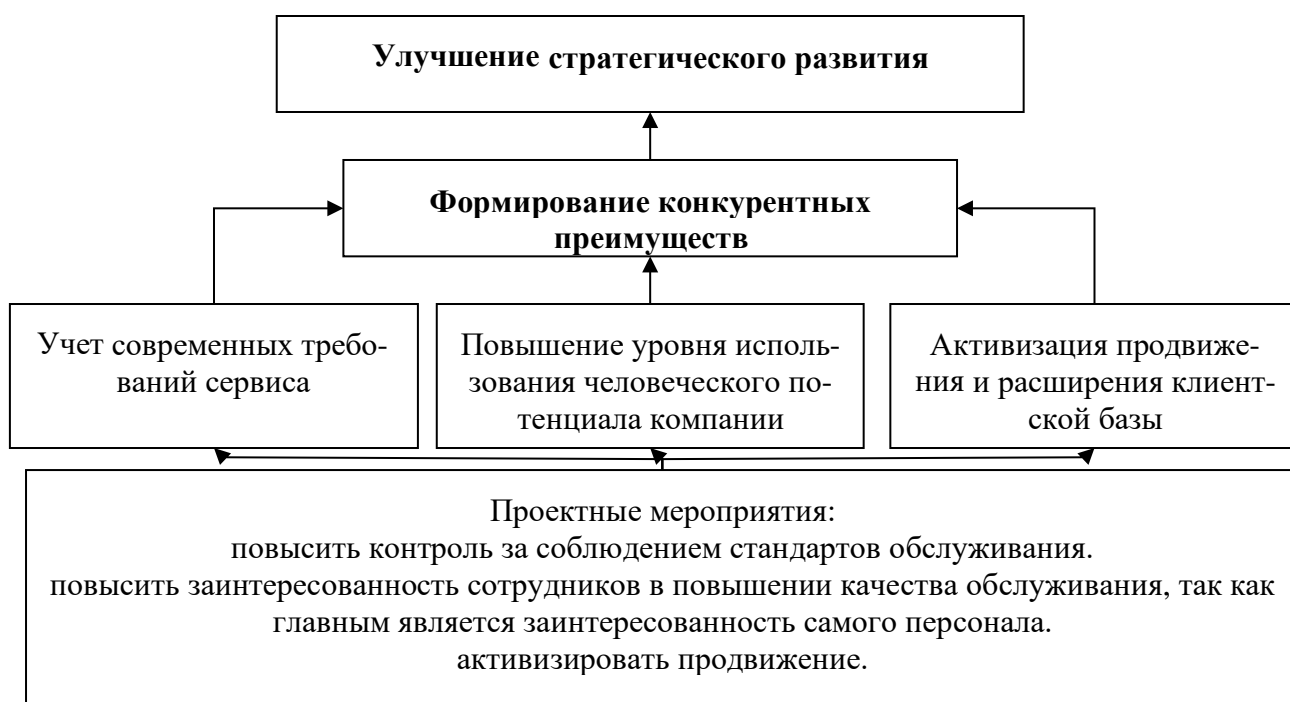 Улучшение стратегического развития
Формирование конкурентных
преимуществ
Учет современных требо-
ваний сервиса
Повышение уровня исполь-
зования человеческого по-
тенциала компании
Активизация продвиже-
ния и расширения клиент-
ской базы
Проектные мероприятия:
повысить контроль за соблюдением стандартов обслуживания.
повысить заинтересованность сотрудников в повышении качества обслуживания, так как
главным является заинтересованность самого персонала.
активизировать продвижение.